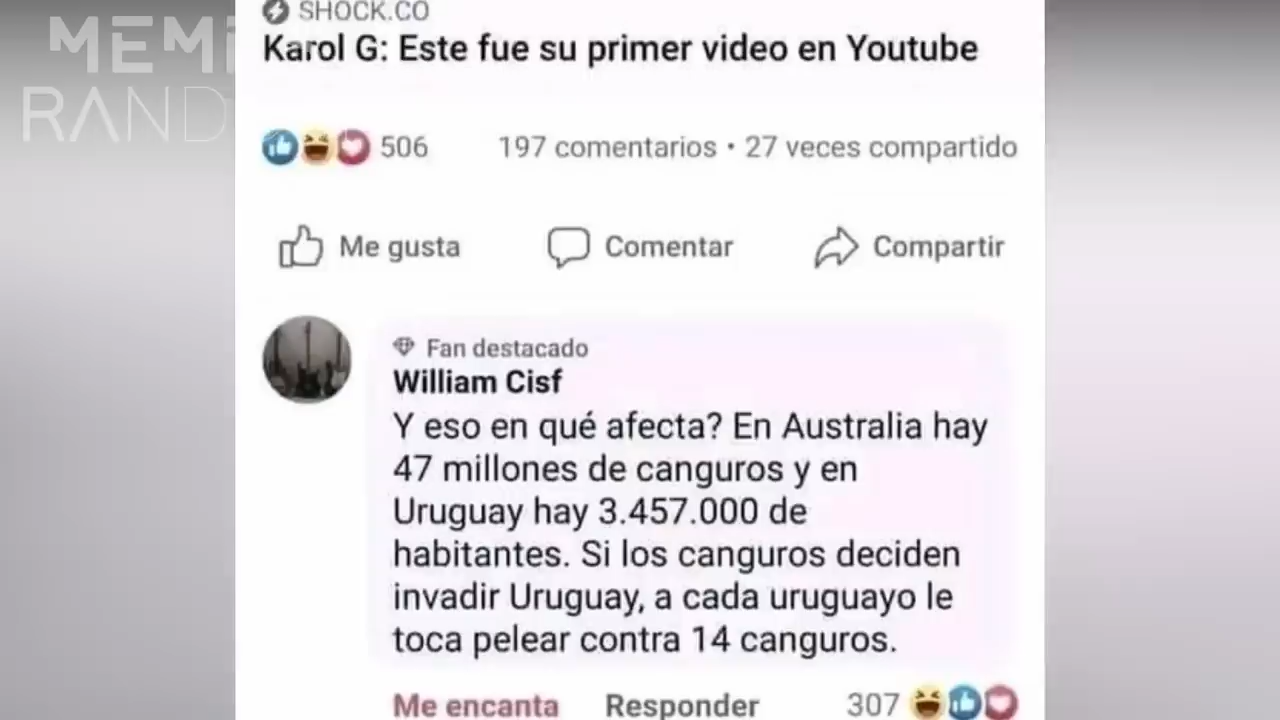 MEMI
RAND
SHOCK.CO
Karol G: Este fue su primer video en Youtube
506 197 comentarios • 27 veces compartido
Me gusta Comentar Compartir
Fan destacado
William Cisf
Y eso en qué afecta? En Australia hay
47 millones de canguros y en
Uruguay hay 3.457.000 de
habitantes. Si los canguros deciden
invadir Uruguay, a cada uruguayo le
toca pelear contra 14 canguros.
Me encanta Responder 307